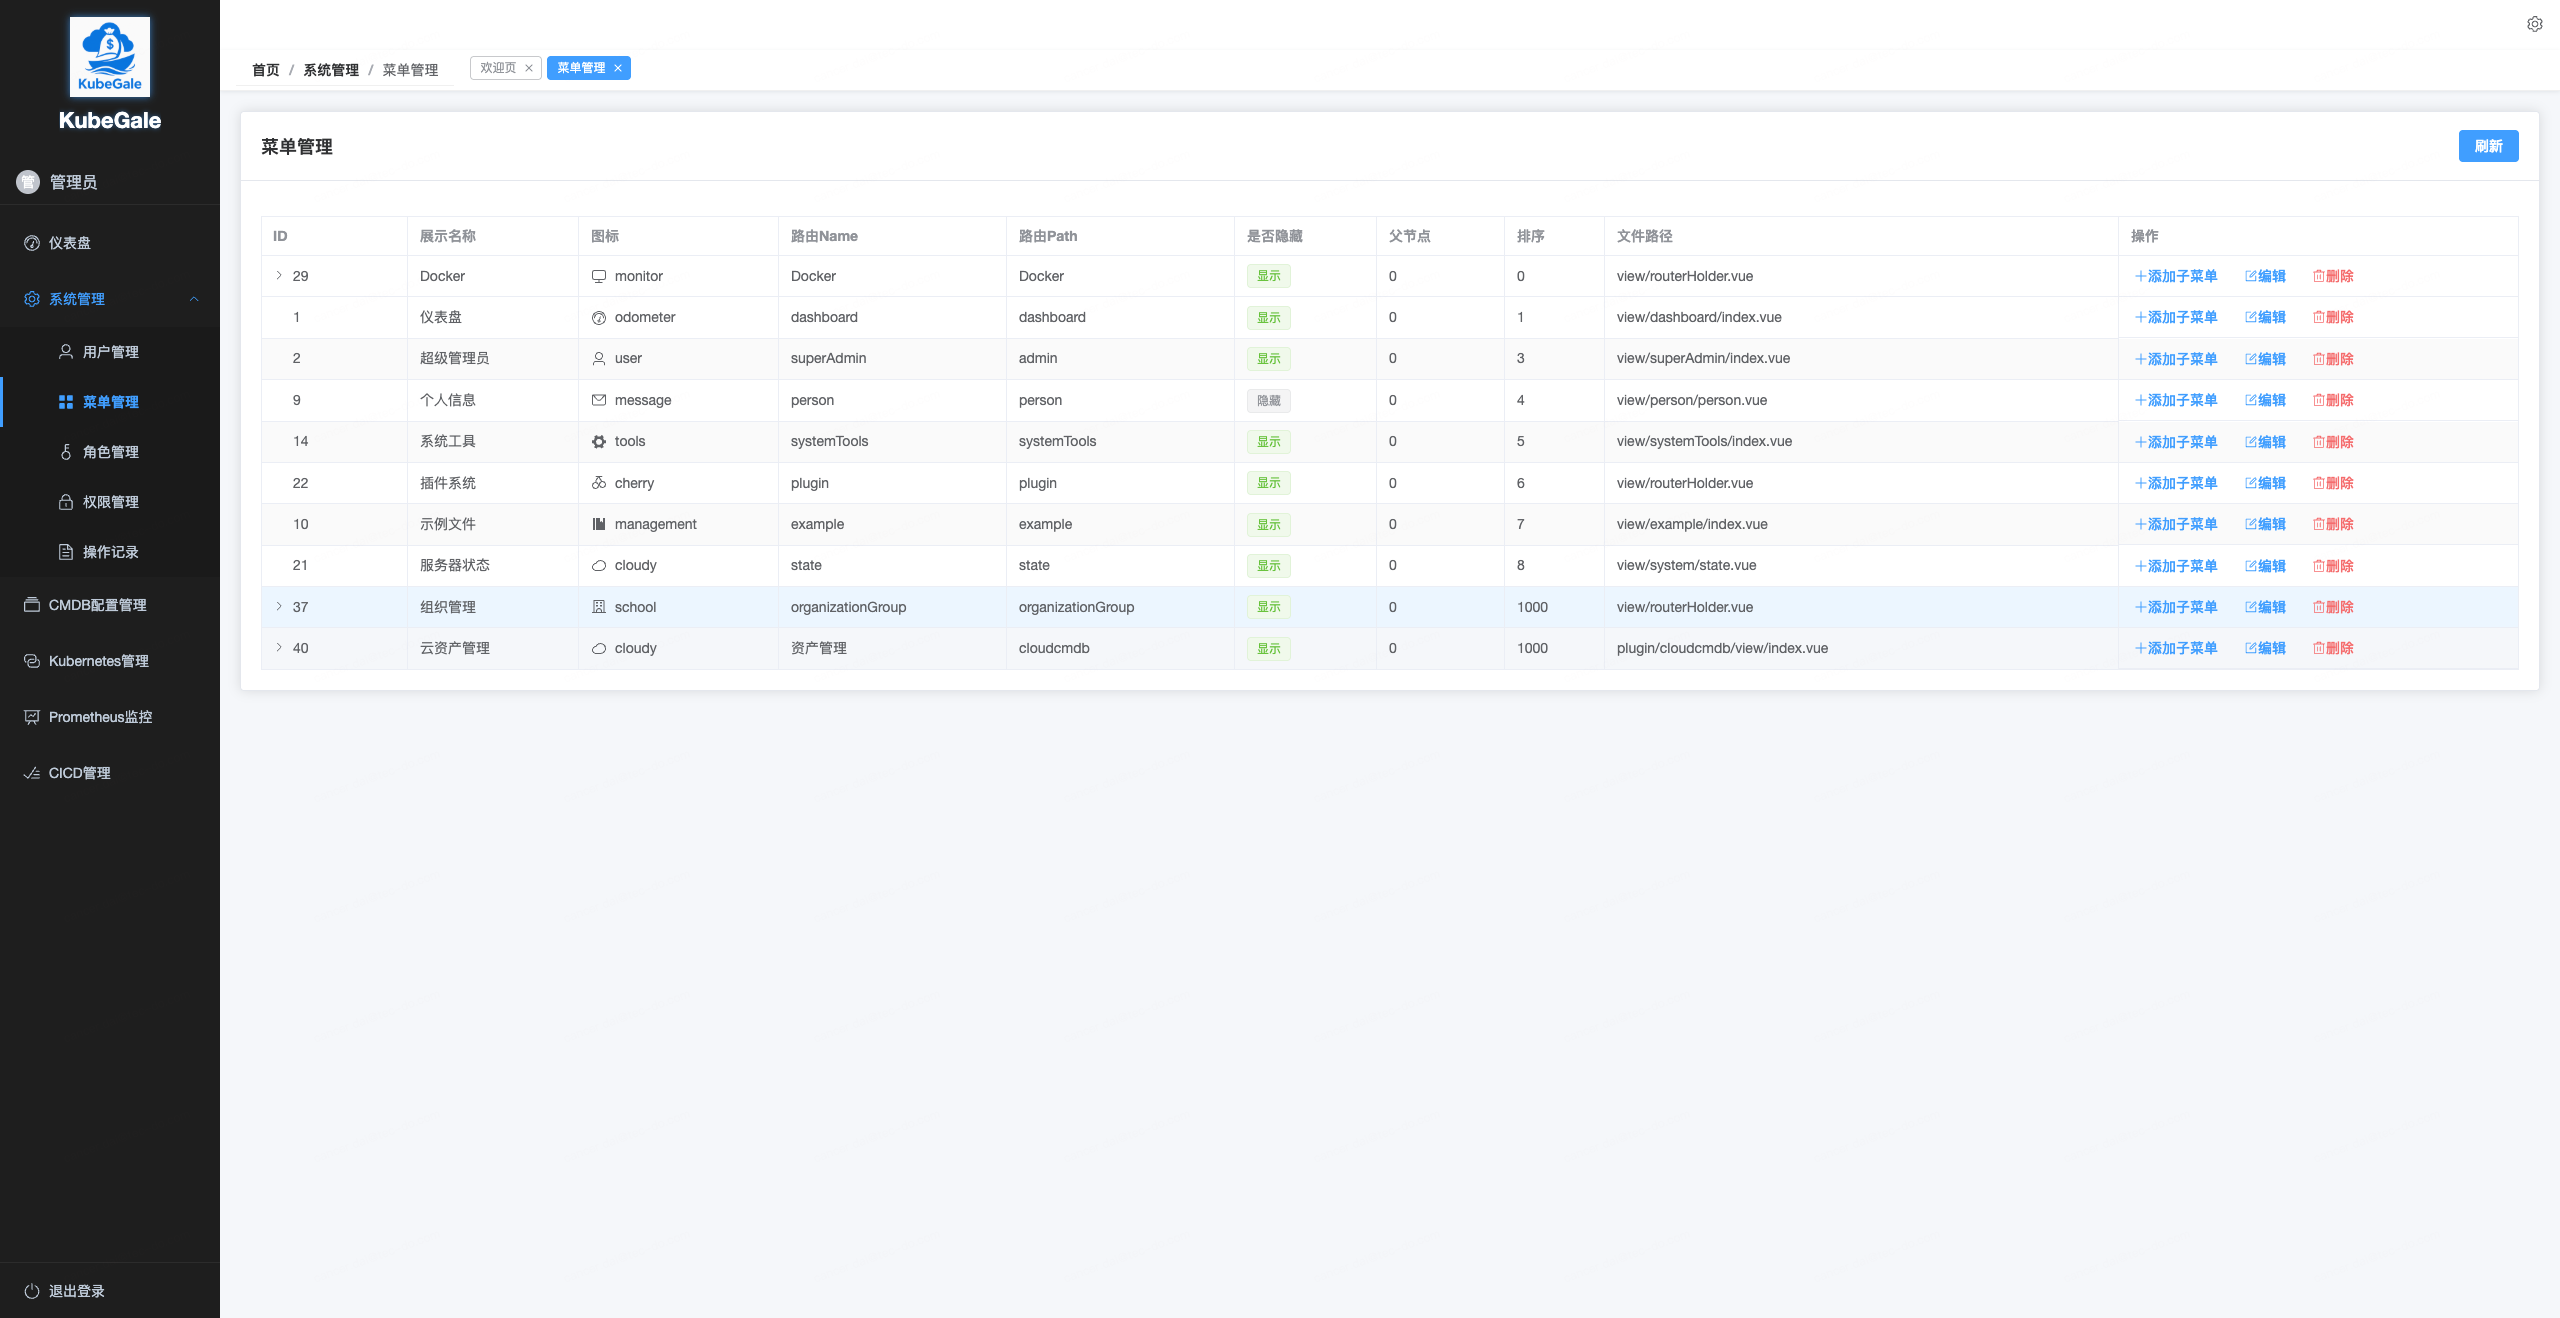 KubeGale
KubeGale
管 管理员
仪表盘
系统管理
用户管理
菜单管理
角色管理
权限管理
操作记录
CMDB配置管理
Kubernetes管理
Prometheus监控
CICD管理
退出登录
首页 / 系统管理 / 菜单管理 欢迎页 菜单管理
菜单管理 刷新
ID 展示名称 图标 路由Name 路由Path 是否隐藏 父节点 排序 文件路径 操作
29 Docker monitor Docker Docker 显示 0 0 view/routerHolder.vue 添加子菜单 编辑 删除
1 仪表盘 odometer dashboard dashboard 显示 0 1 view/dashboard/index.vue 添加子菜单 编辑 删除
2 超级管理员 user superAdmin admin 显示 0 3 view/superAdmin/index.vue 添加子菜单 编辑 删除
9 个人信息 message person person 隐藏 0 4 view/person/person.vue 添加子菜单 编辑 删除
14 系统工具 tools systemTools systemTools 显示 0 5 view/systemTools/index.vue 添加子菜单 编辑 删除
22 插件系统 cherry plugin plugin 显示 0 6 view/routerHolder.vue 添加子菜单 编辑 删除
10 示例文件 management example example 显示 0 7 view/example/index.vue 添加子菜单 编辑 删除
21 服务器状态 cloudy state state 显示 0 8 view/system/state.vue 添加子菜单 编辑 删除
37 组织管理 school organizationGroup organizationGroup 显示 0 1000 view/routerHolder.vue 添加子菜单 编辑 删除
40 云资产管理 cloudy 资产管理 cloudcmdb 显示 0 1000 plugin/cloudcmdb/view/index.vue 添加子菜单 编辑 删除